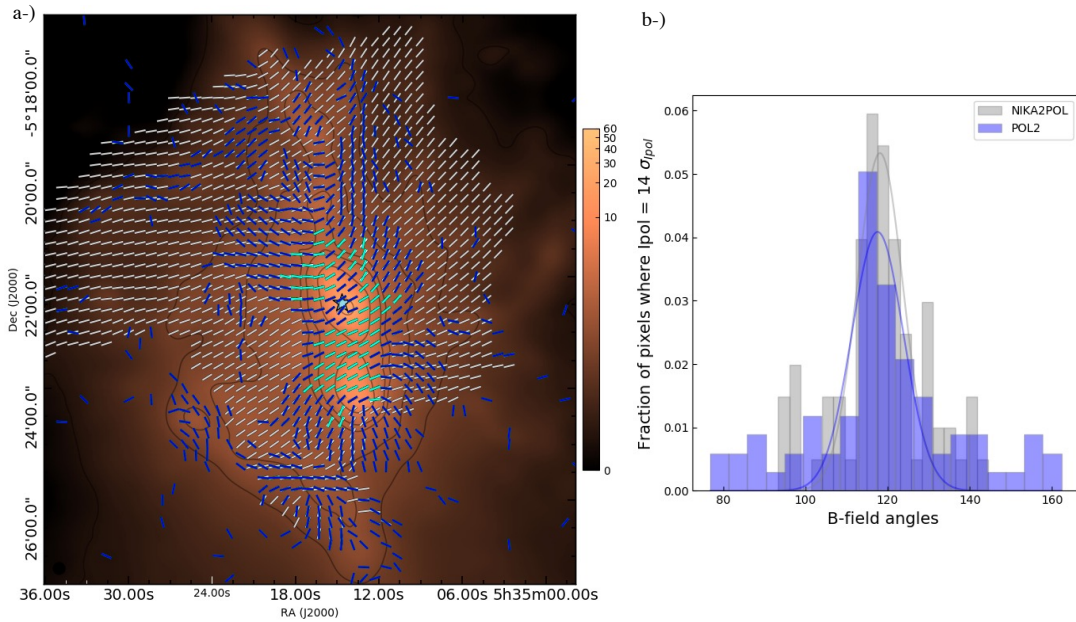 a-)
b-)
-5°18'00.0"
20'00.0"
22'00.0"
24'00.0"
26'00.0"
Dec (J2000)
36.00s 30.00s 24.00s 18.00s 12.00s 06.00s 5h35m00.00s
RA (J2000)
60
50
40
30
20
10
0
NIKA2POL
POL2
Fraction of pixels where Ipol = 14 σIpol
0.06
0.05
0.04
0.03
0.02
0.01
0.00
80 100 120 140 160
B-field angles